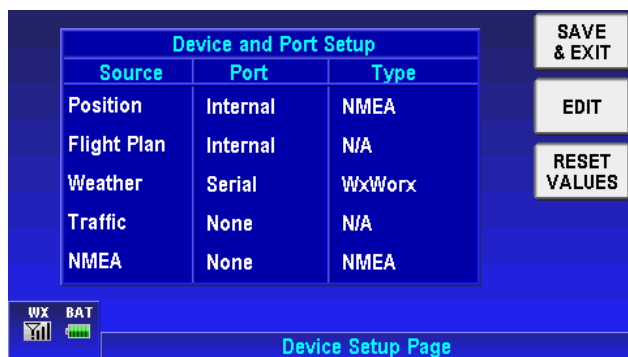 Device and Port Setup
Source Port Type
Position Internal NMEA
Flight Plan Internal N/A
Weather Serial WxWorx
Traffic None N/A
NMEA None NMEA
SAVE
& EXIT
EDIT
RESET
VALUES
WX BAT
Device Setup Page